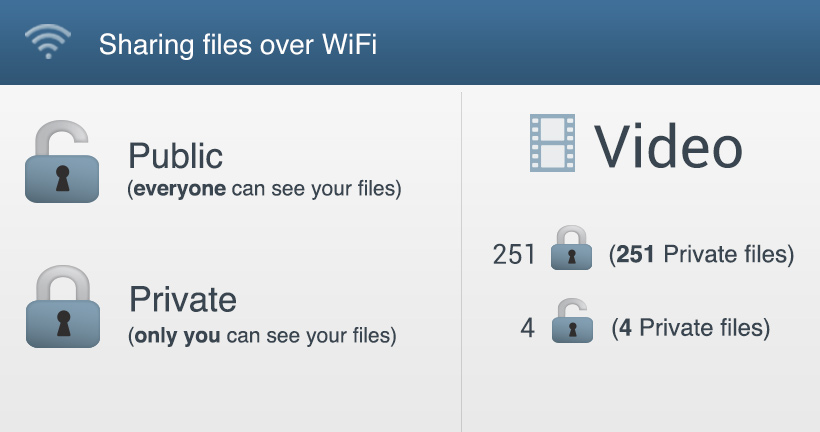 Sharing files over WiFi
Public
(everyone can see your files)
Private
(only you can see your files)
Video
251 (251 Private files)
4 (4 Private files)